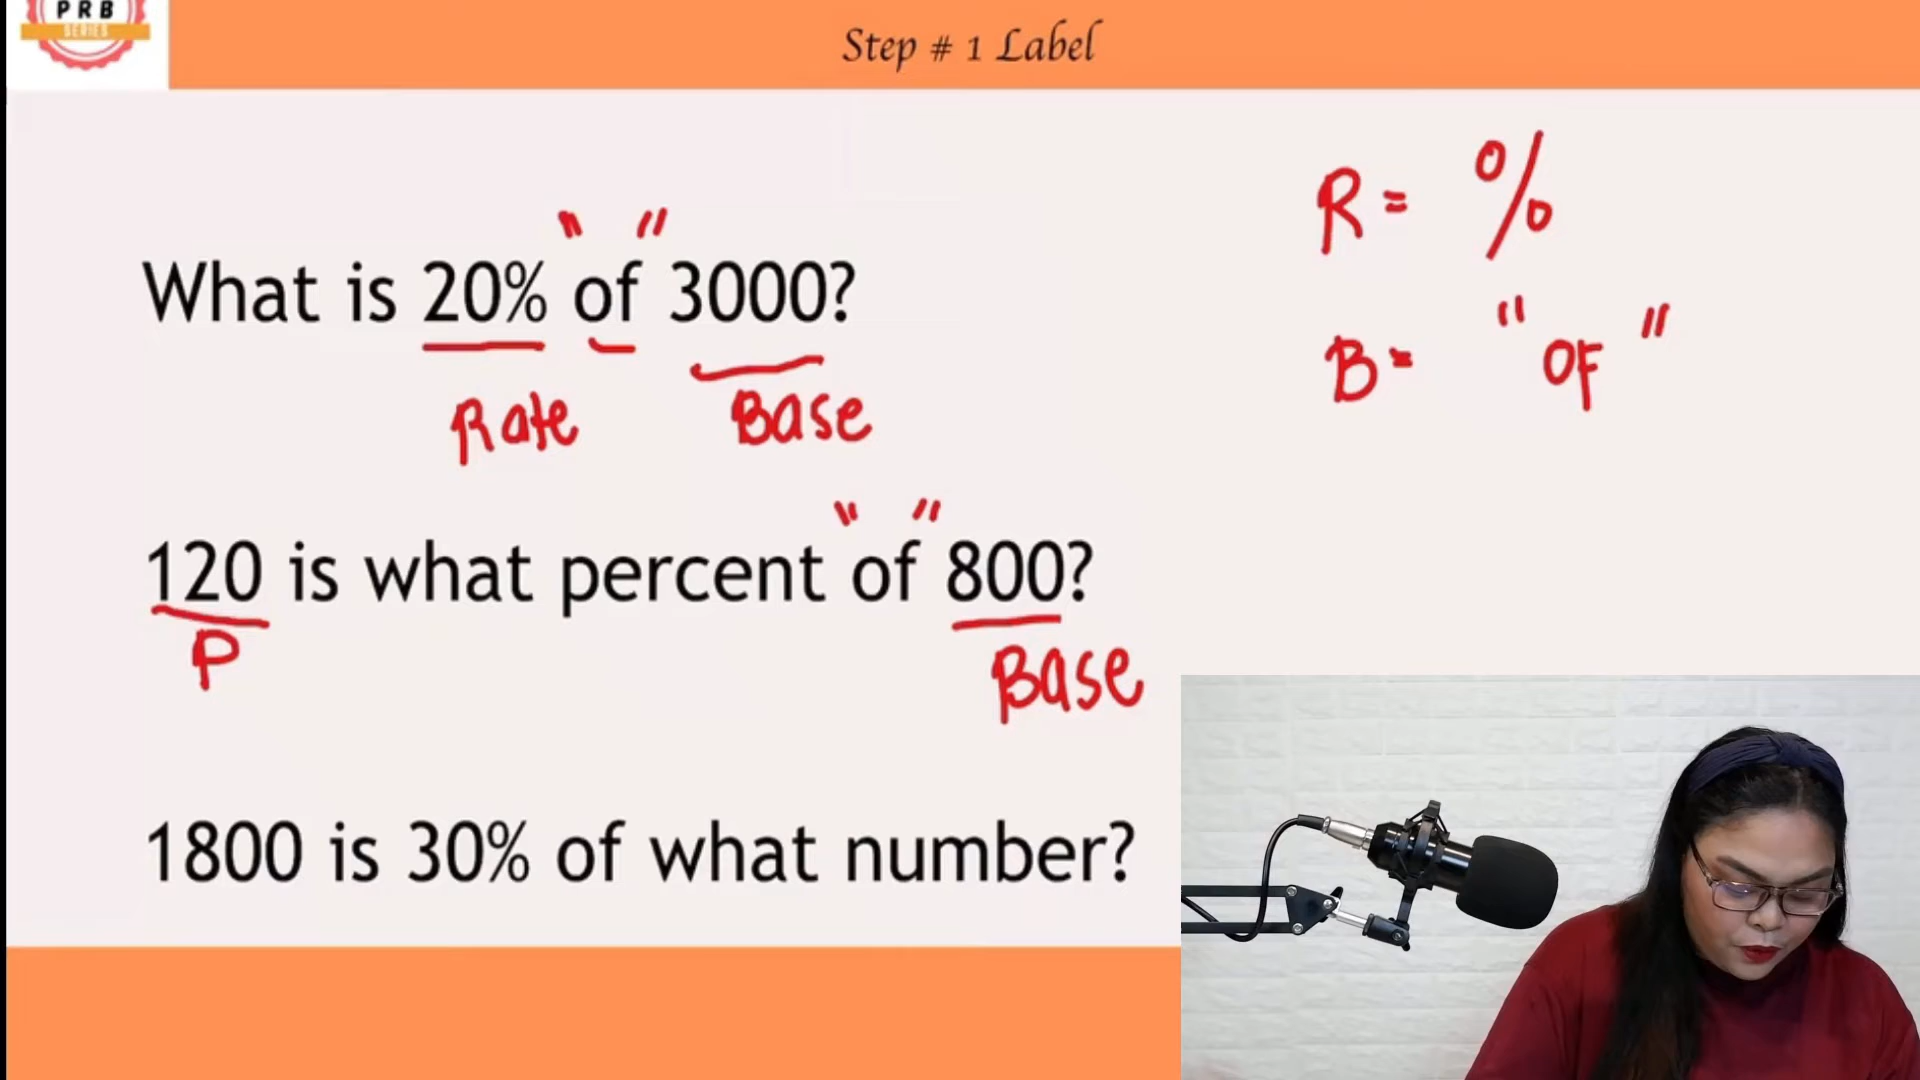 PRB
SERIES
Step # 1 Label
R = %
" "
What is 20% of 3000?
B = " OF "
Rate Base
" "
120 is what percent of 800?
P Base
1800 is 30% of what number?